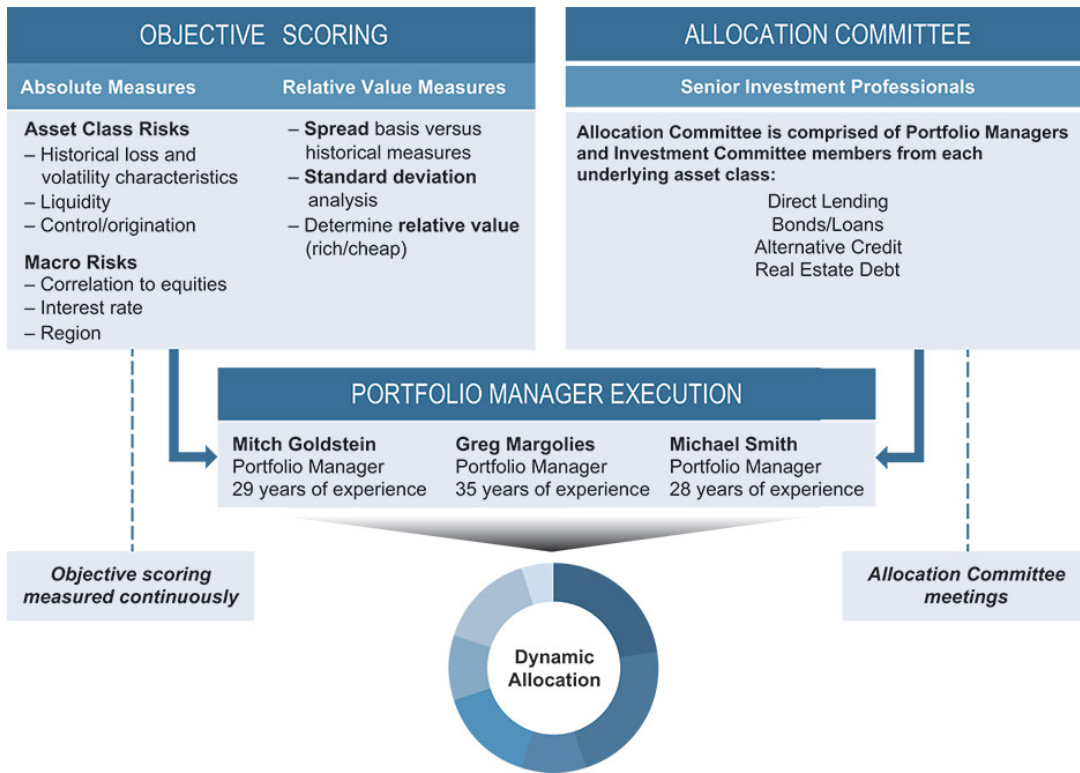 OBJECTIVE SCORING
Absolute Measures
Asset Class Risks
– Historical loss and
volatility characteristics
– Liquidity
– Control/origination
Macro Risks
– Correlation to equities
– Interest rate
– Region
Relative Value Measures
– Spread basis versus
historical measures
– Standard deviation
analysis
– Determine relative value
(rich/cheap)
ALLOCATION COMMITTEE
Senior Investment Professionals
Allocation Committee is comprised of Portfolio Managers
and Investment Committee members from each
underlying asset class:
Direct Lending
Bonds/Loans
Alternative Credit
Real Estate Debt
PORTFOLIO MANAGER EXECUTION
Mitch Goldstein
Portfolio Manager
29 years of experience
Greg Margolies
Portfolio Manager
35 years of experience
Michael Smith
Portfolio Manager
28 years of experience
Objective scoring
measured continuously
Allocation Committee
meetings
Dynamic
Allocation